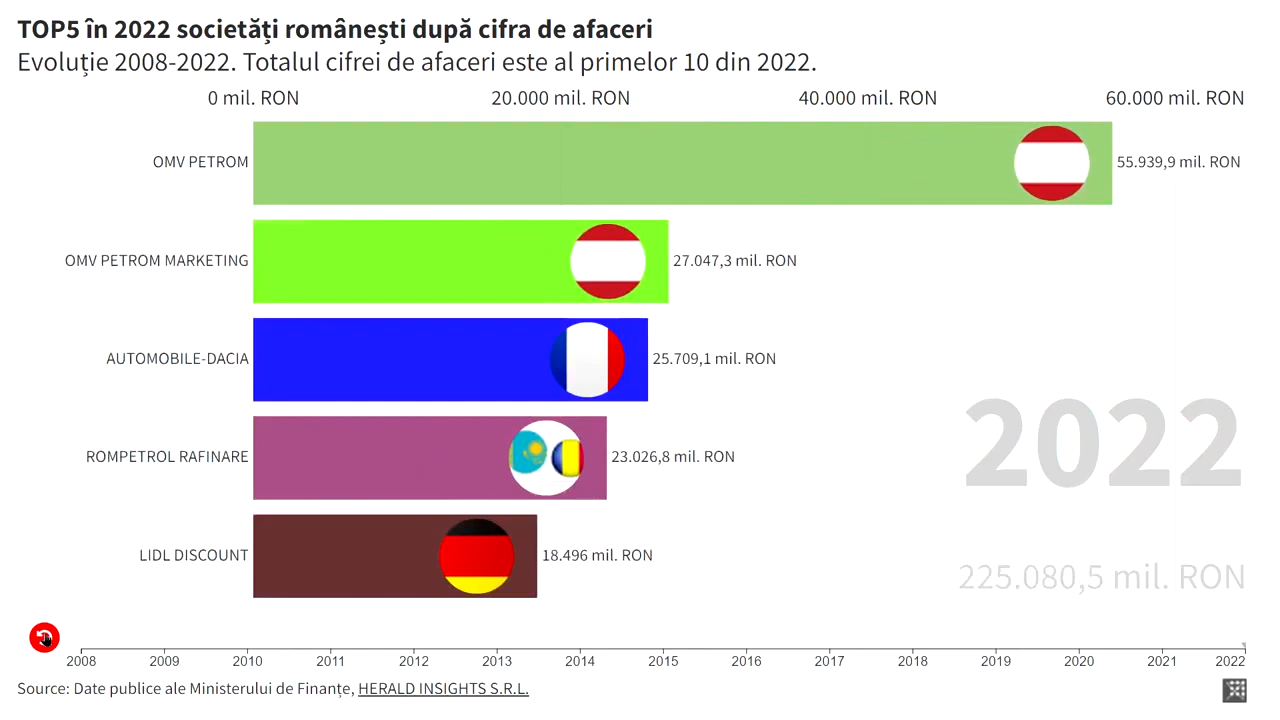 TOP5 în 2022 societăți românești după cifra de afaceri
Evoluție 2008-2022. Totalul cifrei de afaceri este al primelor 10 din 2022.
0 mil. RON 20.000 mil. RON 40.000 mil. RON 60.000 mil. RON
OMV PETROM 55.939,9 mil. RON
OMV PETROM MARKETING 27.047,3 mil. RON
AUTOMOBILE-DACIA 25.709,1 mil. RON
ROMPETROL RAFINARE 23.026,8 mil. RON
2022
LIDL DISCOUNT 18.496 mil. RON
225.080,5 mil. RON
2008 2009 2010 2011 2012 2013 2014 2015 2016 2017 2018 2019 2020 2021 2022
Source: Date publice ale Ministerului de Finanțe, HERALD INSIGHTS S.R.L.